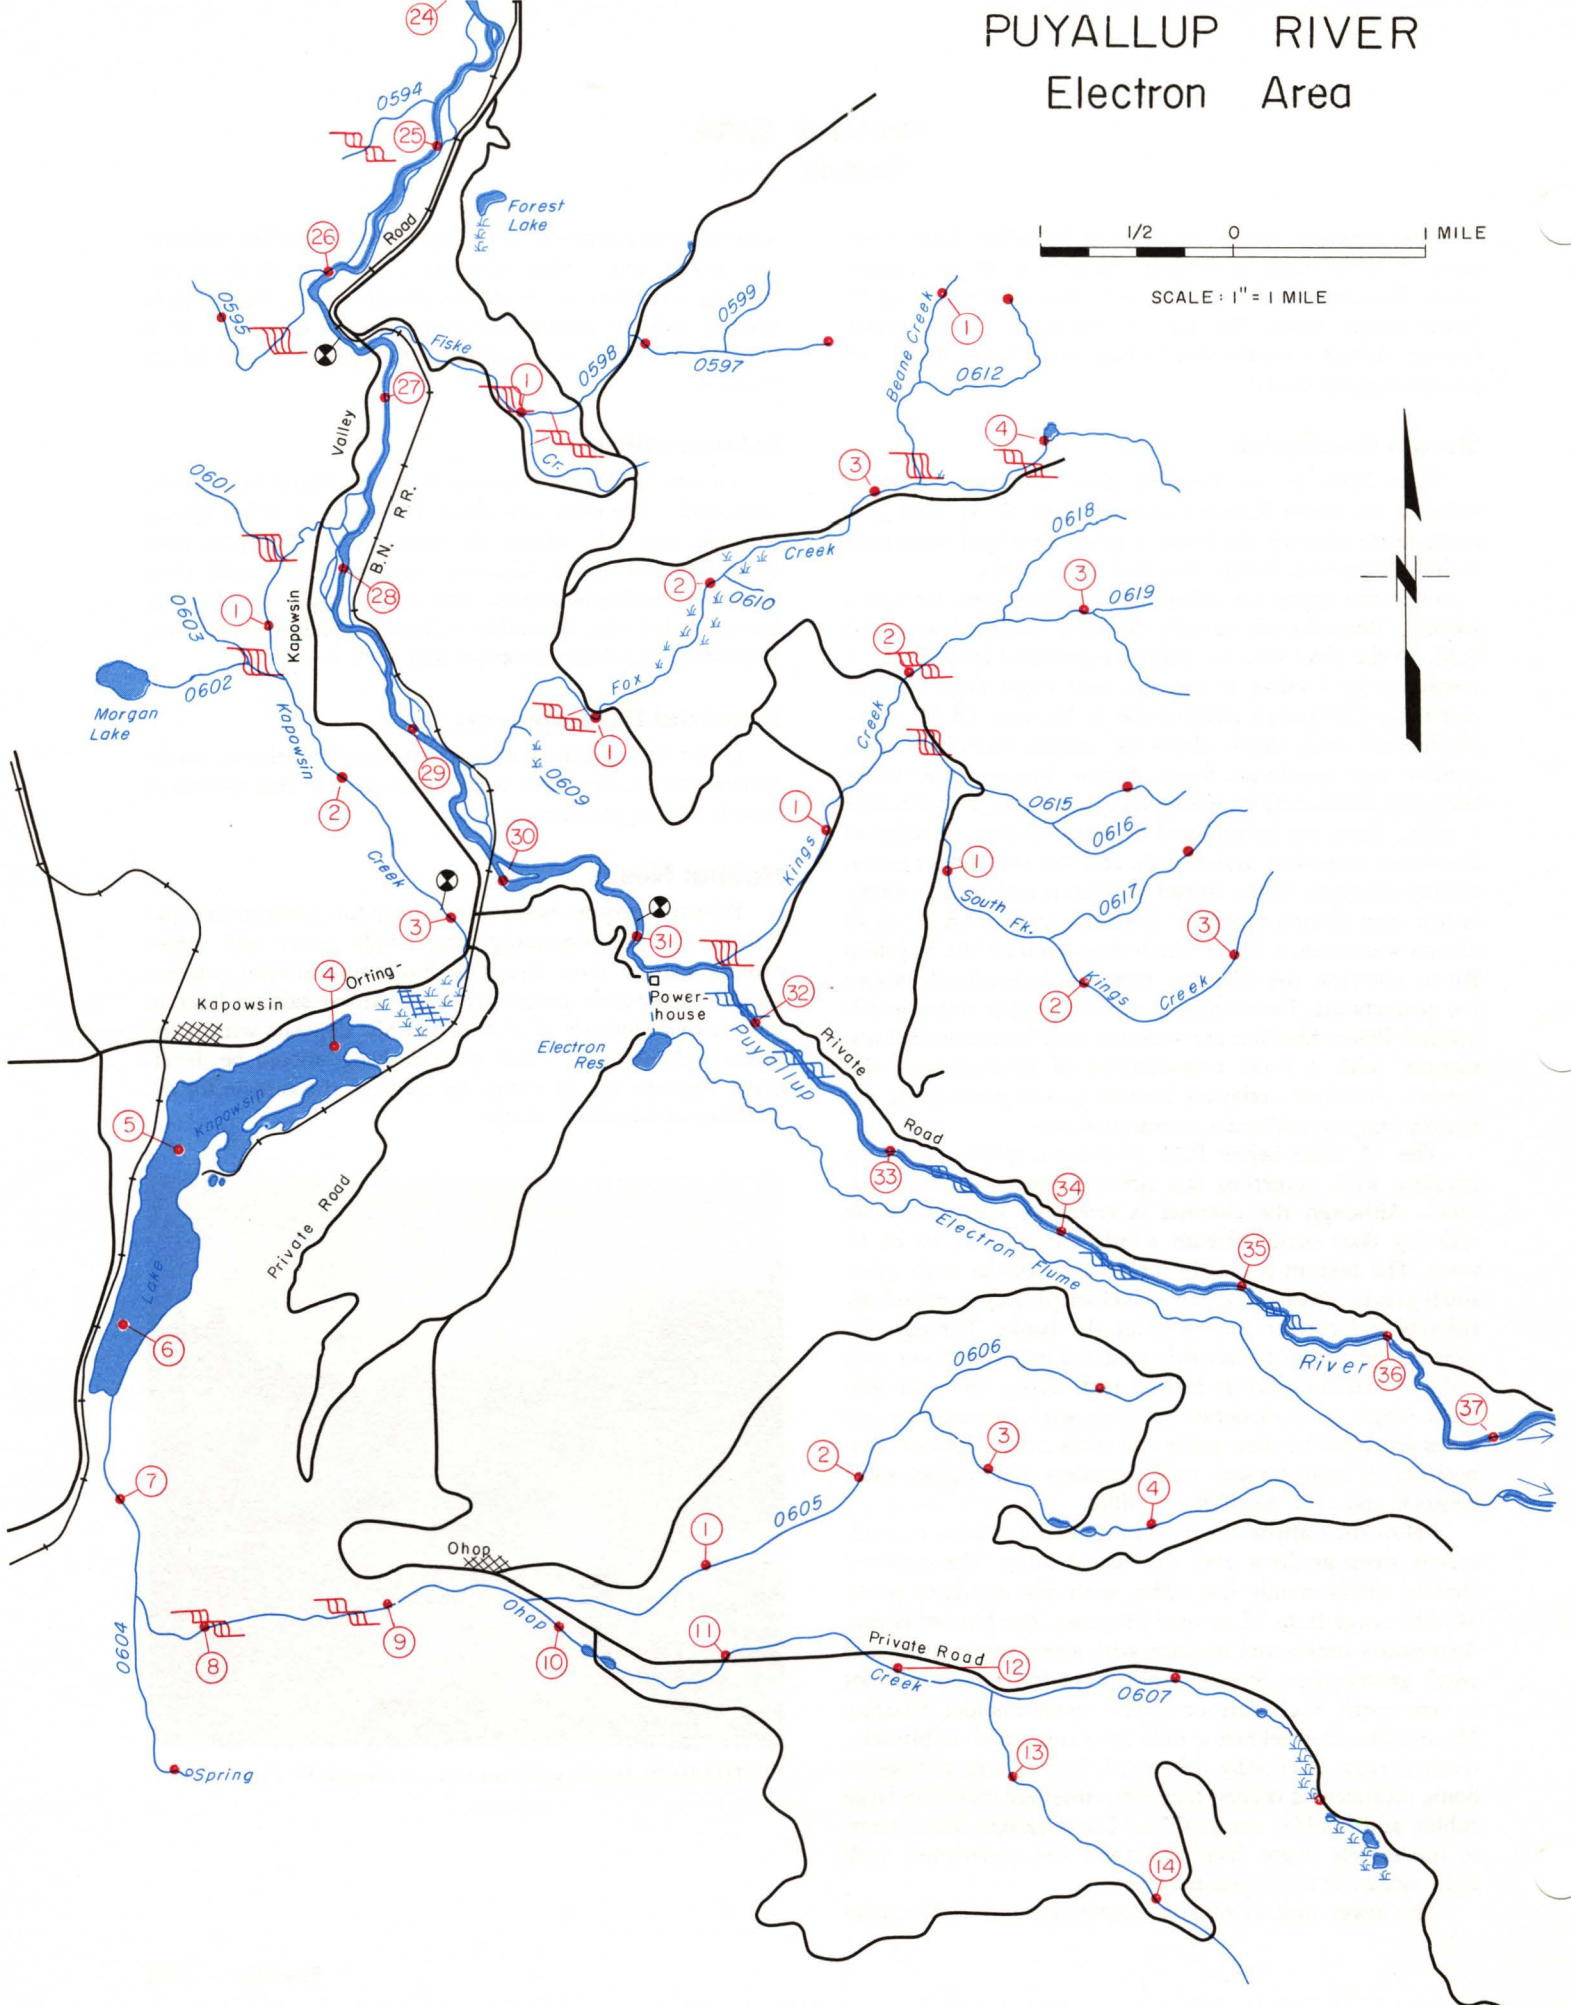 PUYALLUP RIVER
Electron Area
1 1/2 0 1 MILE
SCALE: 1" = 1 MILE
24
0594
25
Forest
Lake
Road
26
0595
Fiske
0599
0598
0597
Beane Creek
1
0612
27
1
Cr.
Valley
4
3
0601
R.R.
B.N.
0618
Creek
28
2
0610
3
0619
0603
1
Kapowsin
2
0602
Fox
Morgan
Lake
Kapowsin
Creek
1
29
0609
2
0615
1
0616
30
Creek
Kings
1
0617
South Fk.
3
31
3
4
Orting-
Kapowsin
Power-
house
32
2
Kings
Creek
Electron
Res.
Puyallup
Private
Kapowsin
5
Road
33
34
Private Road
Electron
Flume
35
Lake
6
0606
River
36
37
3
2
7
4
0605
1
Ohop
Ohop
0604
8
9
10
11
Private Road
12
Creek
0607
13
Spring
14